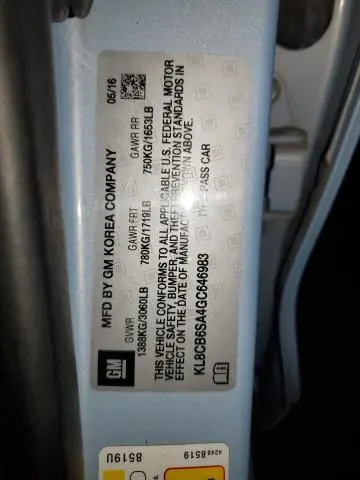 MFD BY GM KOREA COMPANY 05/16
GVWR GAWR FRT GAWR RR
1388KG/3060LB 780KG/1719LB 750KG/1653LB
THIS VEHICLE CONFORMS TO ALL APPLICABLE U.S. FEDERAL MOTOR
VEHICLE SAFETY, BUMPER, AND THEFT PREVENTION STANDARDS IN
EFFECT ON THE DATE OF MANUFACTURE SHOWN ABOVE.
KL8CB6SA4GC646983 TYPE: PASS CAR
GM
8519U
42488519